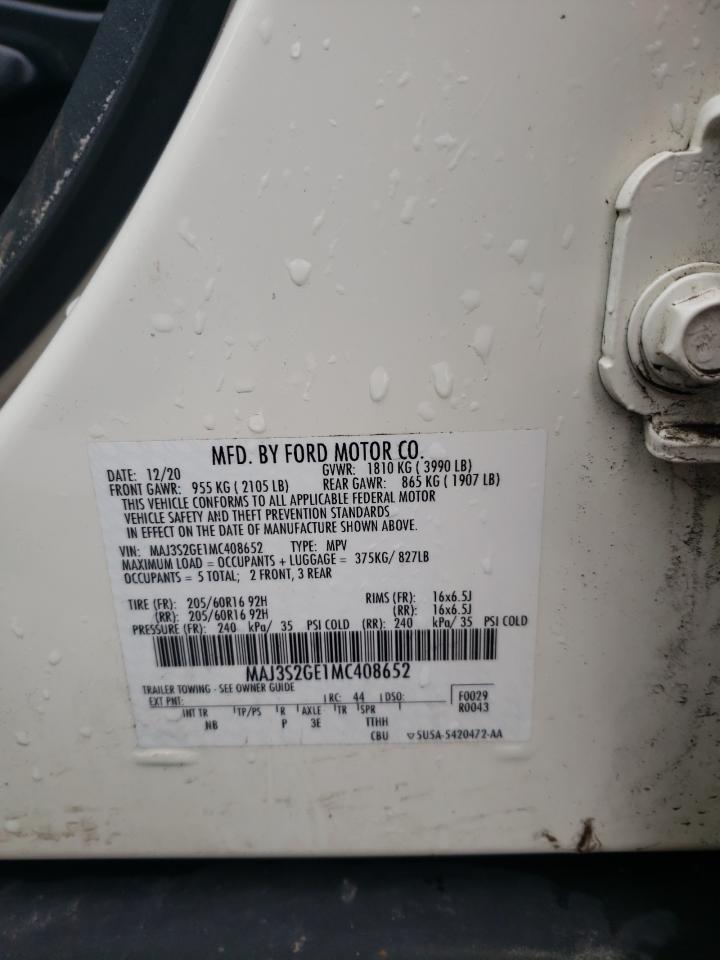 MFD. BY FORD MOTOR CO.
DATE: 12/20 GVWR: 1810 KG ( 3990 LB)
FRONT GAWR: 955 KG ( 2105 LB) REAR GAWR: 865 KG ( 1907 LB)
THIS VEHICLE CONFORMS TO ALL APPLICABLE FEDERAL MOTOR
VEHICLE SAFETY AND THEFT PREVENTION STANDARDS
IN EFFECT ON THE DATE OF MANUFACTURE SHOWN ABOVE.
VIN: MAJ3S2GE1MC408652 TYPE: MPV
MAXIMUM LOAD = OCCUPANTS + LUGGAGE = 375KG/ 827LB
OCCUPANTS = 5 TOTAL; 2 FRONT, 3 REAR
TIRE (FR): 205/60R16 92H RIMS (FR): 16x6.5J
(RR): 205/60R16 92H (RR): 16x6.5J
PRESSURE (FR): 240 kPa/ 35 PSI COLD (RR): 240 kPa/ 35 PSI COLD
MAJ3S2GE1MC408652
TRAILER TOWING - SEE OWNER GUIDE
EXT PNT: RC: 44 DSO: F0029
R0043
INT TR TP/PS R AXLE TR SPR
NB P 3E TTHH
CBU 5U5A-5420472-AA